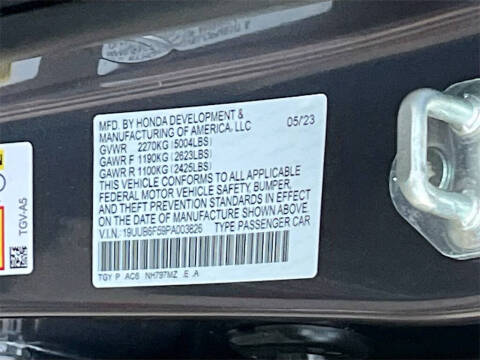 MFD. BY HONDA DEVELOPMENT &
MANUFACTURING OF AMERICA, LLC 05/23
GVWR 2270KG (5004LBS)
GAWR F 1190KG (2623LBS)
GAWR R 1100KG (2425LBS)
THIS VEHICLE CONFORMS TO ALL APPLICABLE
FEDERAL MOTOR VEHICLE SAFETY, BUMPER,
AND THEFT PREVENTION STANDARDS IN EFFECT
ON THE DATE OF MANUFACTURE SHOWN ABOVE.
V.I.N.: 19UUB6F59PA003826 TYPE PASSENGER CAR
TGY P AC6 NH797MZ .E .A
TGV-A5